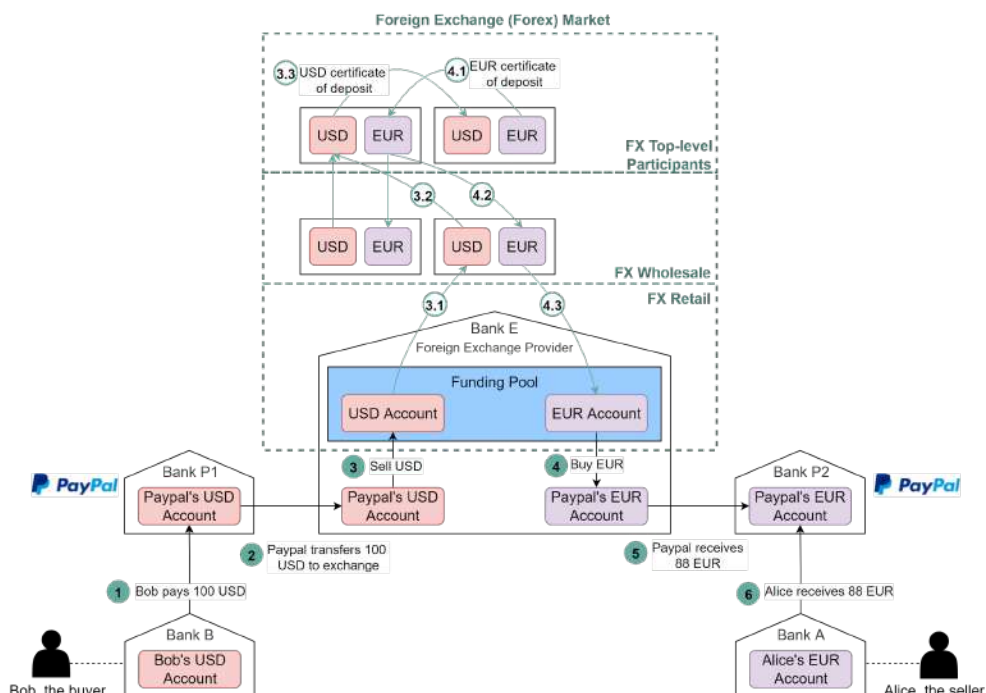 Foreign Exchange (Forex) Market
3.3
USD certificate
of deposit
4.1
EUR certificate
of deposit
USD
EUR
USD
EUR
FX Top-level
Participants
3.2
4.2
USD
EUR
USD
EUR
FX Wholesale
FX Retail
3.1
4.3
Bank E
Foreign Exchange Provider
Funding Pool
USD Account
EUR Account
3
Sell USD
4
Buy EUR
PayPal
Bank P1
Paypal's USD
Account
Paypal's USD
Account
Paypal's EUR
Account
Bank P2
Paypal's EUR
Account
PayPal
2
Paypal transfers 100
USD to exchange
5
Paypal receives
88 EUR
1
Bob pays 100 USD
6
Alice receives 88 EUR
Bank B
Bob's USD
Account
Bob, the buyer
Bank A
Alice's EUR
Account
Alice, the seller